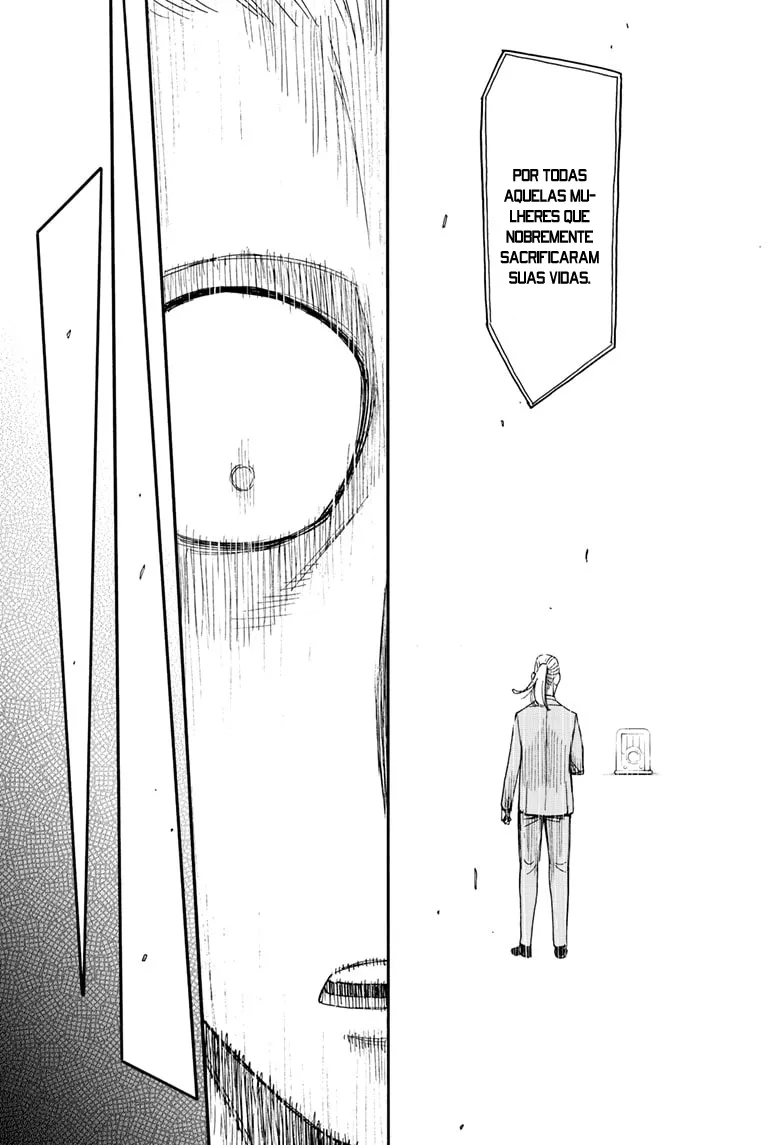 POR TODAS
AQUELAS MU-
LHERES QUE
NOBREMENTE
SACRIFICARAM
SUAS VIDAS.